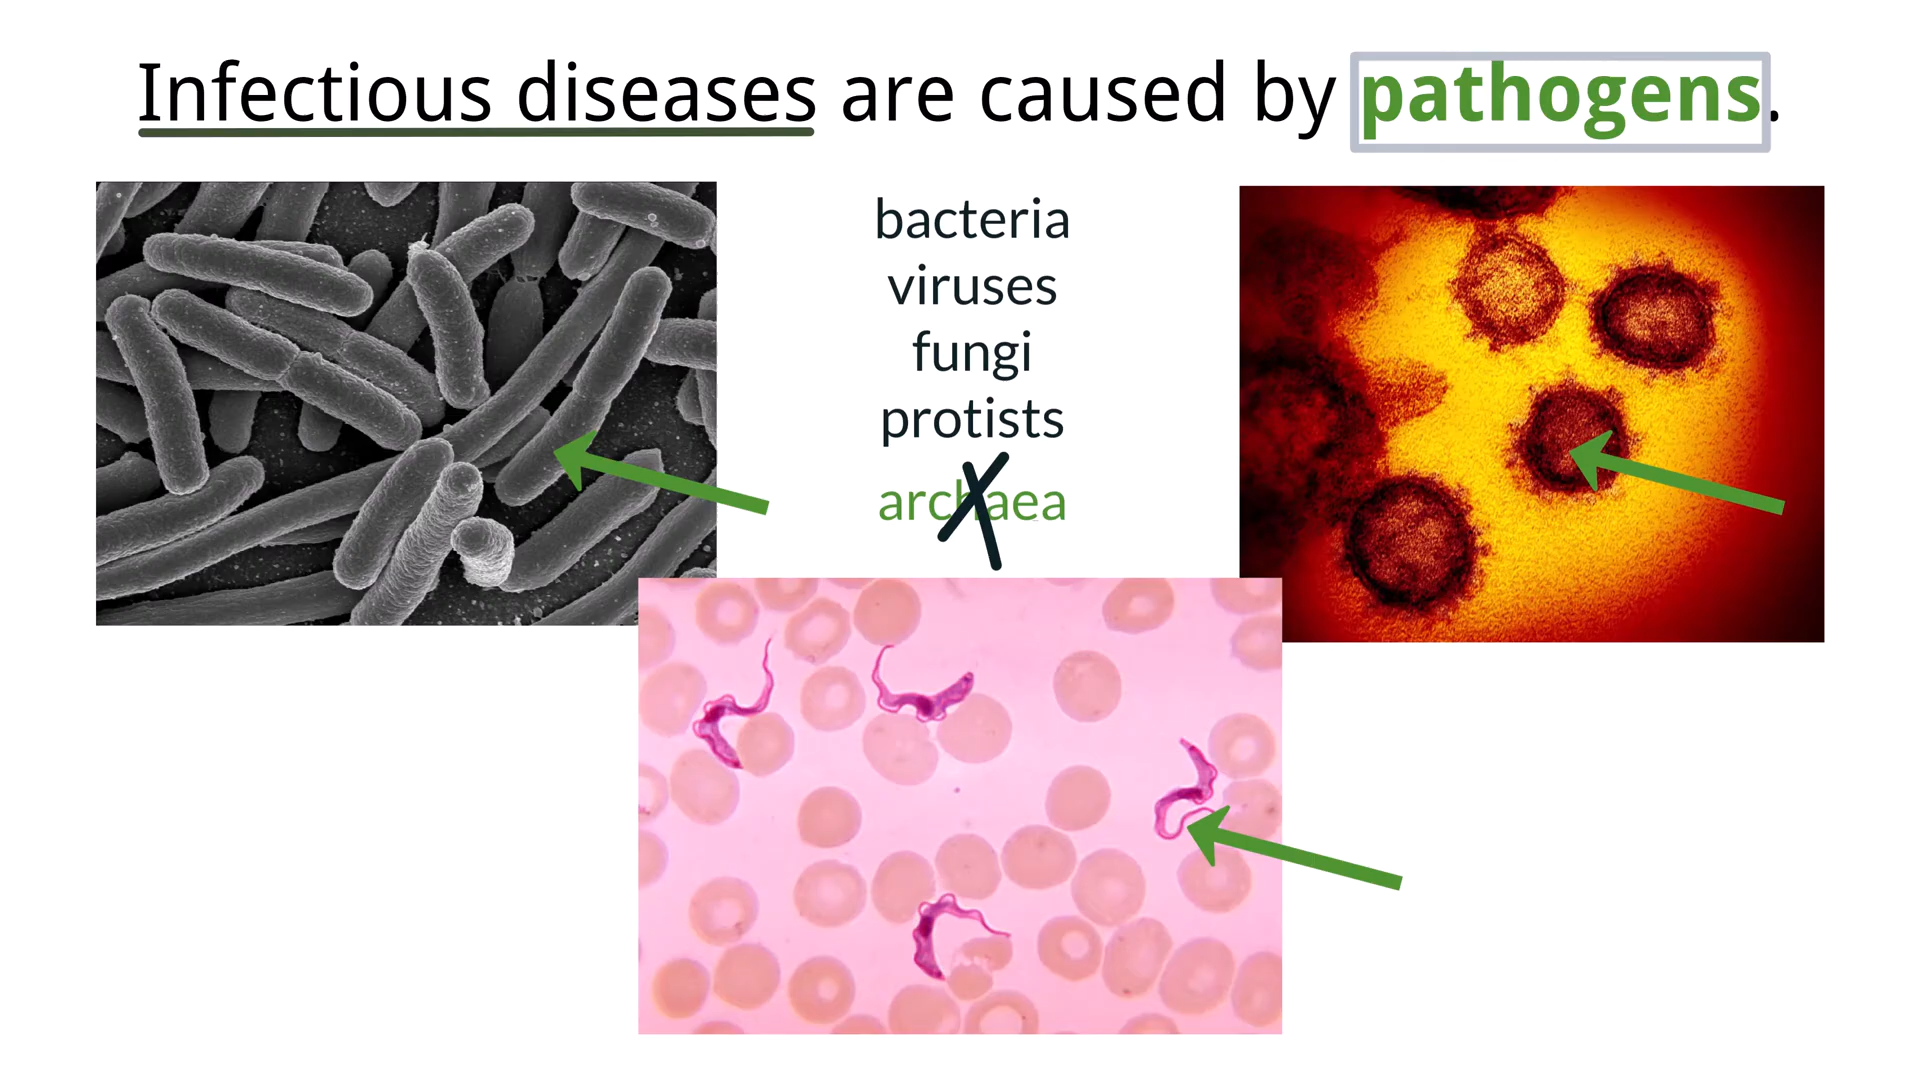 Infectious diseases are caused by pathogens.
bacteria
viruses
fungi
protists
archaea